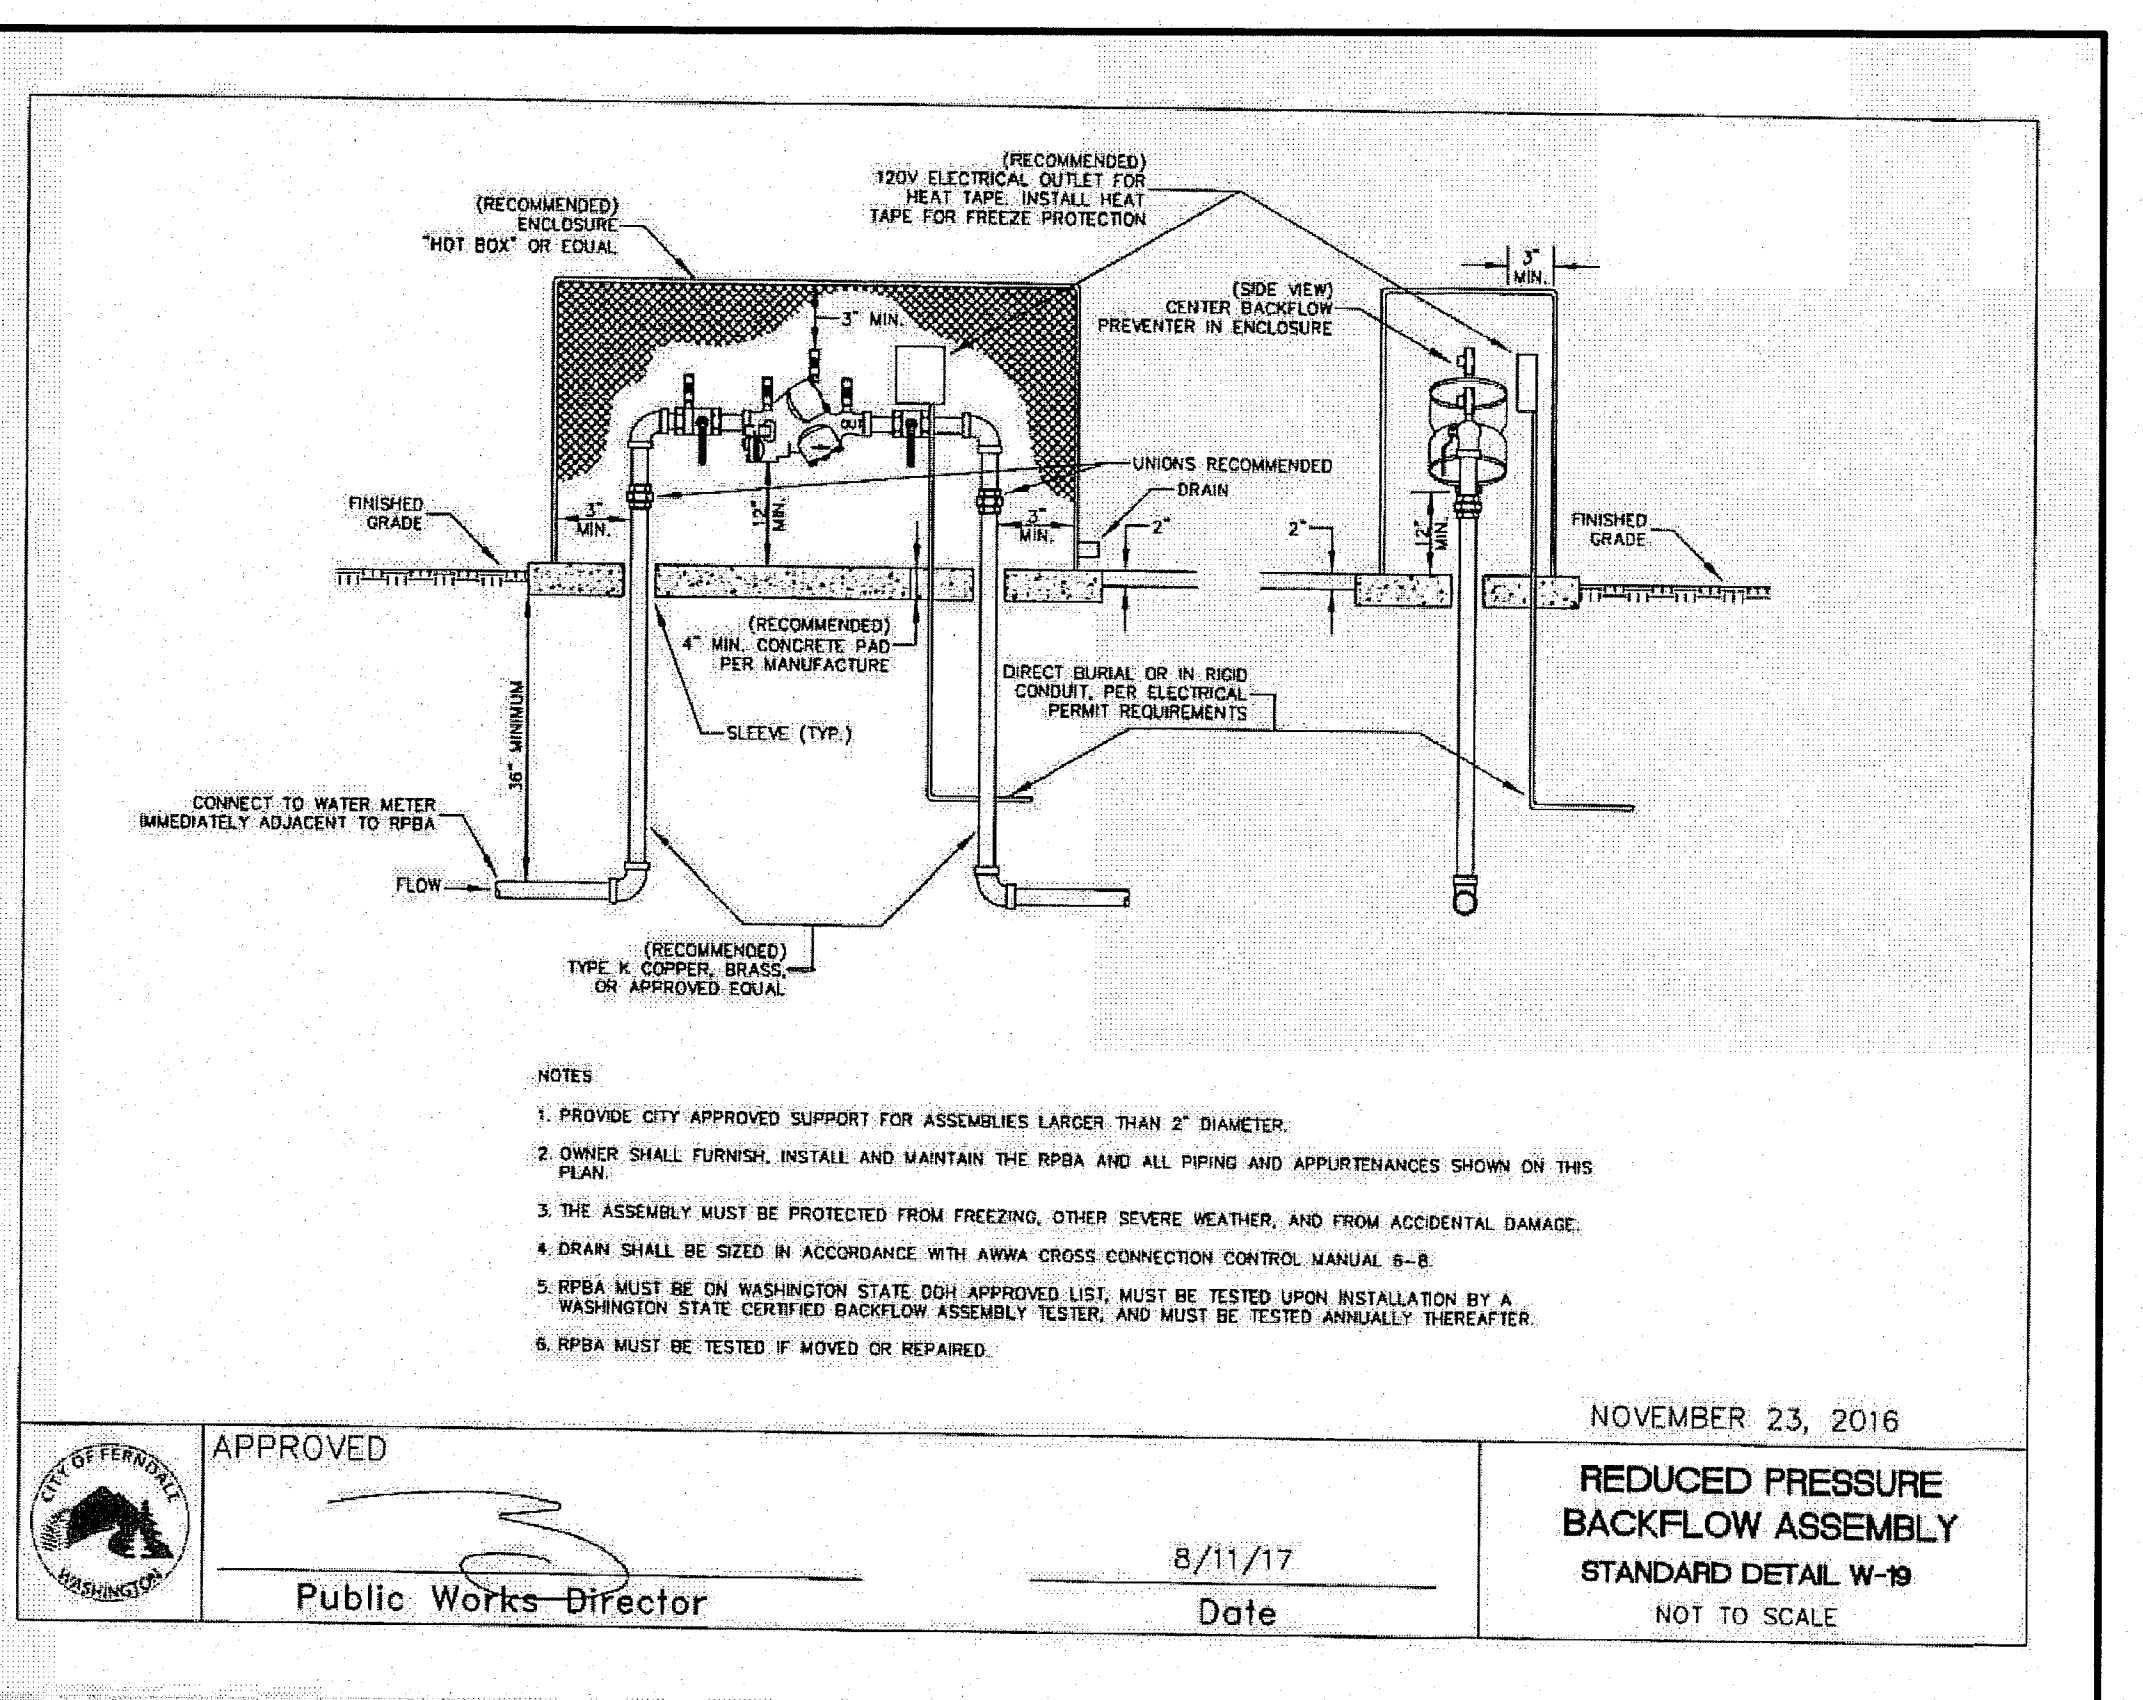 (RECOMMENDED)
120V ELECTRICAL OUTLET FOR
HEAT TAPE. INSTALL HEAT
TAPE FOR FREEZE PROTECTION
(RECOMMENDED)
ENCLOSURE
"HOT BOX" OR EQUAL
3"
MIN.
(SIDE VIEW)
CENTER BACKFLOW
PREVENTER IN ENCLOSURE
3" MIN.
OUT
UNIONS RECOMMENDED
DRAIN
FINISHED
GRADE
3"
MIN.
12"
MIN.
3"
MIN.
2"
2"
12"
MIN.
FINISHED
GRADE
(RECOMMENDED)
4" MIN. CONCRETE PAD
PER MANUFACTURE
DIRECT BURIAL OR IN RIGID
CONDUIT, PER ELECTRICAL
PERMIT REQUIREMENTS
SLEEVE (TYP.)
36" MINIMUM
CONNECT TO WATER METER
IMMEDIATELY ADJACENT TO RPBA
FLOW
(RECOMMENDED)
TYPE K COPPER, BRASS,
OR APPROVED EQUAL
NOTES
1. PROVIDE CITY APPROVED SUPPORT FOR ASSEMBLIES LARGER THAN 2" DIAMETER.
2. OWNER SHALL FURNISH, INSTALL AND MAINTAIN THE RPBA AND ALL PIPING AND APPURTENANCES SHOWN ON THIS
PLAN.
3. THE ASSEMBLY MUST BE PROTECTED FROM FREEZING, OTHER SEVERE WEATHER, AND FROM ACCIDENTAL DAMAGE.
4. DRAIN SHALL BE SIZED IN ACCORDANCE WITH AWWA CROSS CONNECTION CONTROL MANUAL 6-8.
5. RPBA MUST BE ON WASHINGTON STATE DOH APPROVED LIST, MUST BE TESTED UPON INSTALLATION BY A
WASHINGTON STATE CERTIFIED BACKFLOW ASSEMBLY TESTER, AND MUST BE TESTED ANNUALLY THEREAFTER.
6. RPBA MUST BE TESTED IF MOVED OR REPAIRED.
NOVEMBER 23, 2016
CITY OF FERNDALE
WASHINGTON
APPROVED
Public Works Director
8/11/17
Date
REDUCED PRESSURE
BACKFLOW ASSEMBLY
STANDARD DETAIL W-19
NOT TO SCALE